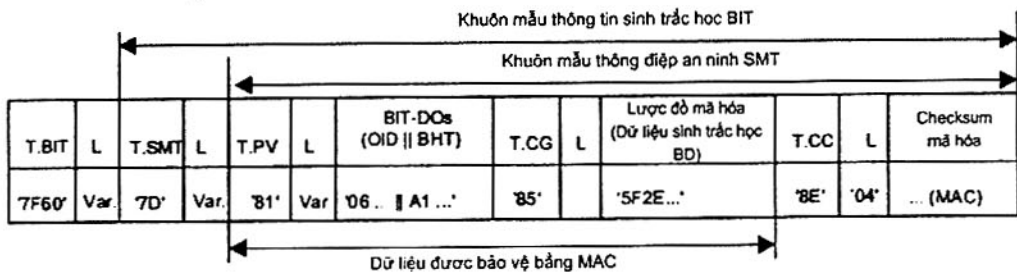 Khuôn mẫu thông tin sinh trắc học BIT
Khuôn mẫu thông điệp an ninh SMT
T.BIT L T.SMT L T.PV L BIT-DOs (OID || BHT) T.CG L Lược đồ mã hóa (Dữ liệu sinh trắc học BD) T.CC L Checksum mã hóa
'7F60' Var. '7D' Var. '81' Var '06 .. || A1 ...' '85' '5F2E...' '8E' '04' ... (MAC)
Dữ liệu được bảo vệ bằng MAC